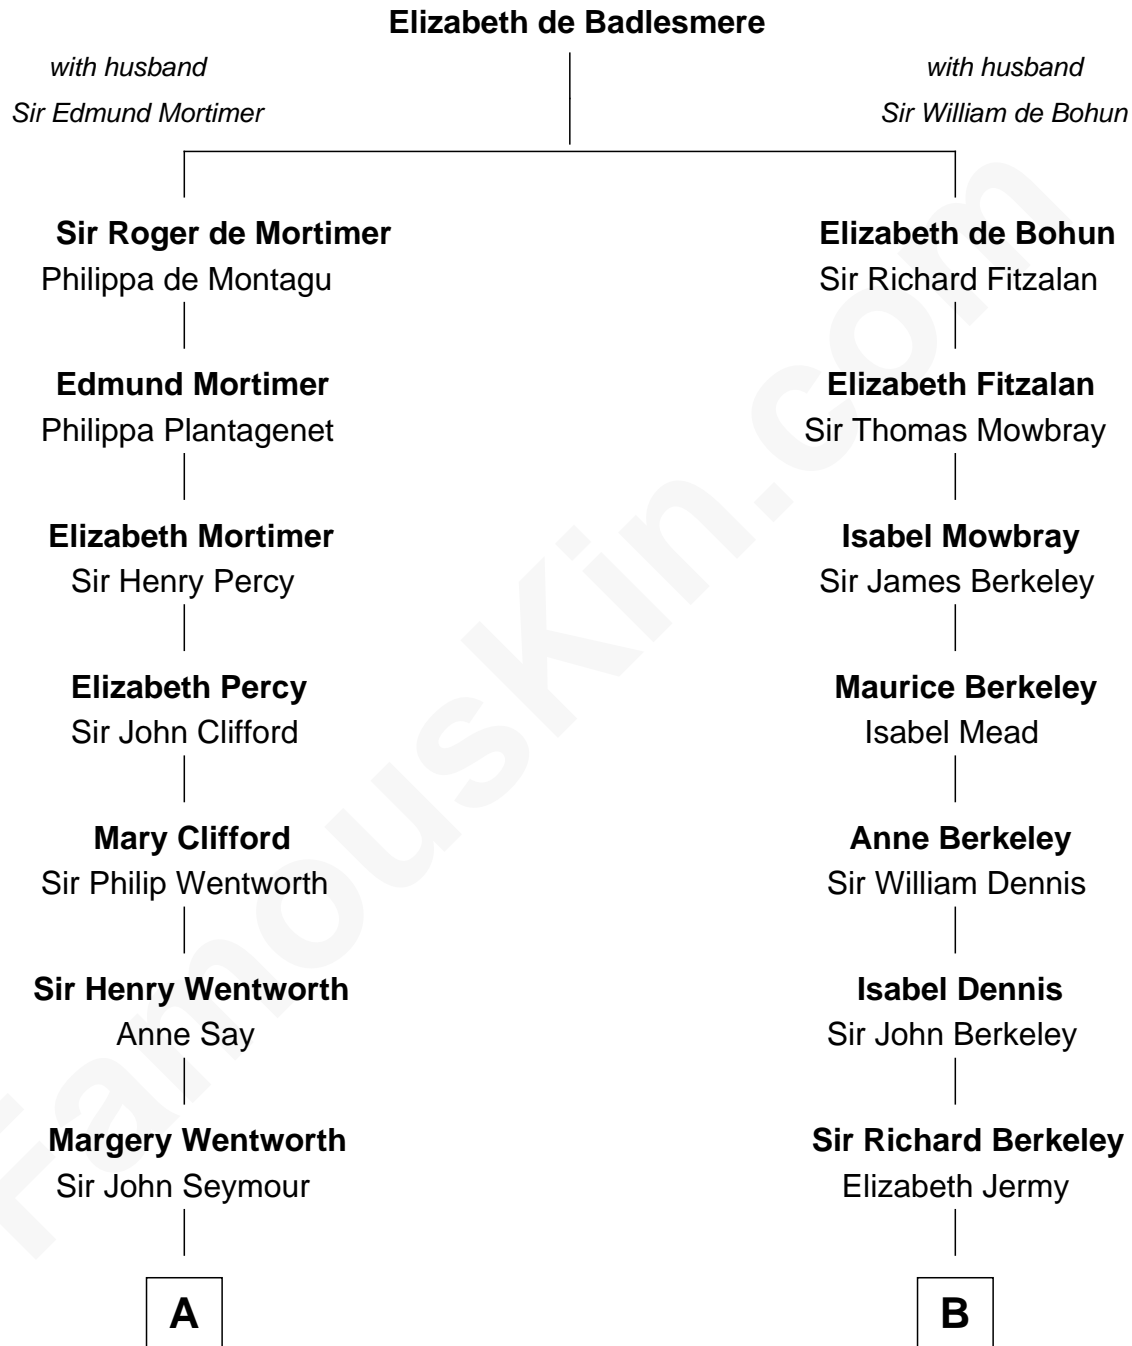 Elizabeth de Badlesmere
with husband
Sir Edmund Mortimer
with husband
Sir William de Bohun
Sir Roger de Mortimer
Philippa de Montagu
Elizabeth de Bohun
Sir Richard Fitzalan
Edmund Mortimer
Philippa Plantagenet
Elizabeth Fitzalan
Sir Thomas Mowbray
Elizabeth Mortimer
Sir Henry Percy
Isabel Mowbray
Sir James Berkeley
Elizabeth Percy
Sir John Clifford
Maurice Berkeley
Isabel Mead
Mary Clifford
Sir Philip Wentworth
Anne Berkeley
Sir William Dennis
Sir Henry Wentworth
Anne Say
Isabel Dennis
Sir John Berkeley
Margery Wentworth
Sir John Seymour
Sir Richard Berkeley
Elizabeth Jermy
A
B
FamousKin.com